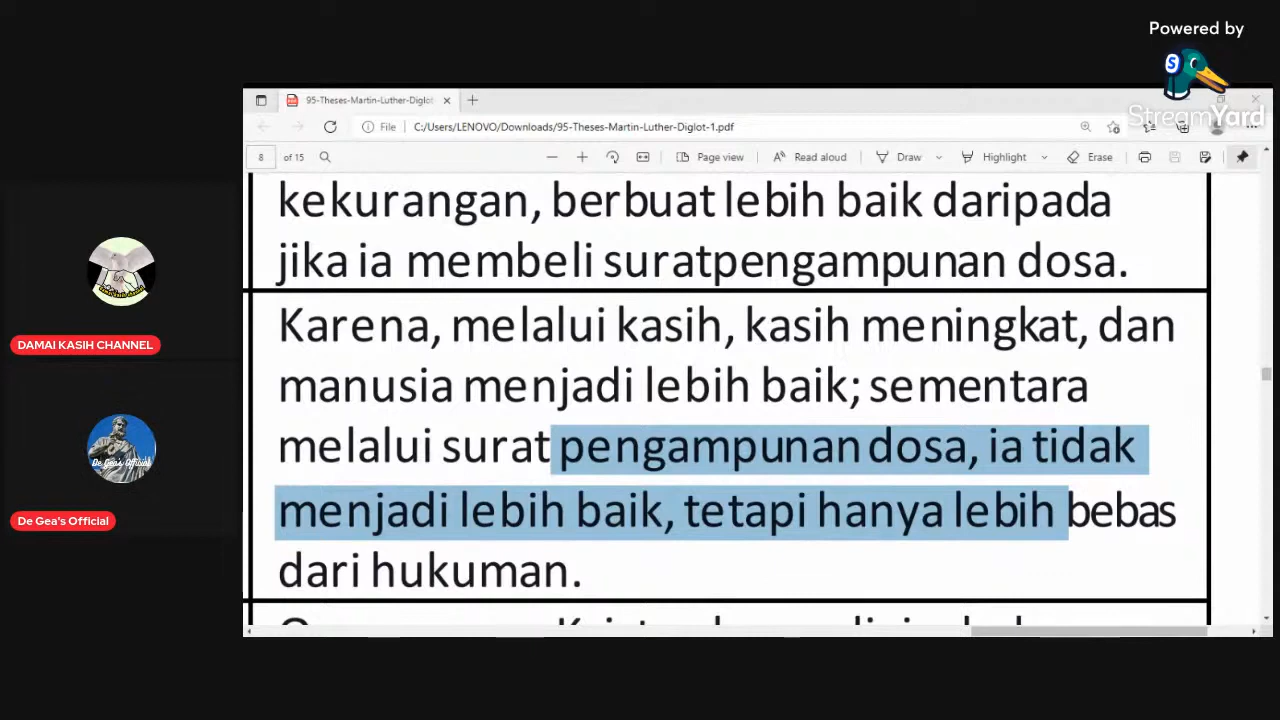 Powered by
StreamYard
95-Theses-Martin-Luther-Diglot
File C:/Users/LENOVO/Downloads/95-Theses-Martin-Luther-Diglot-1.pdf
8 of 15 Page view Read aloud Draw Highlight Erase
kekurangan, berbuat lebih baik daripada
jika ia membeli suratpengampunan dosa.
Karena, melalui kasih, kasih meningkat, dan
manusia menjadi lebih baik; sementara
melalui surat pengampunan dosa, ia tidak
menjadi lebih baik, tetapi hanya lebih bebas
dari hukuman.
DAMAI KASIH CHANNEL
De Gea's Official
De Gea's Official